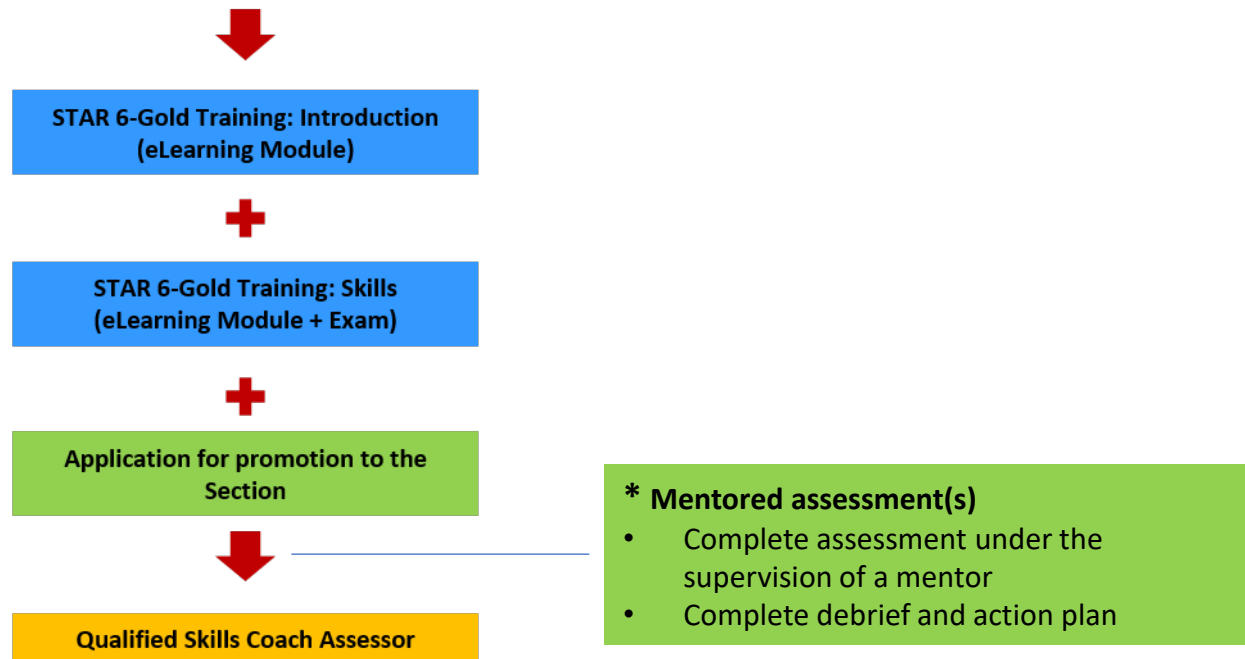 STAR 6-Gold Training: Introduction
(eLearning Module)
STAR 6-Gold Training: Skills
(eLearning Module + Exam)
Application for promotion to the
Section
* Mentored assessment(s)
• Complete assessment under the
supervision of a mentor
• Complete debrief and action plan
Qualified Skills Coach Assessor